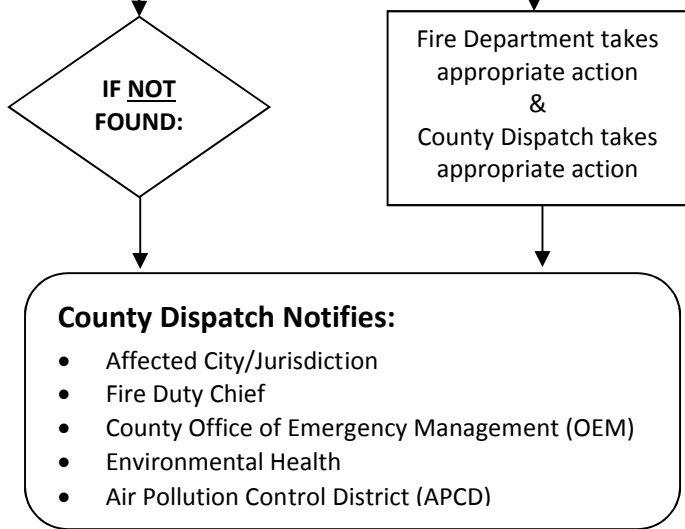 IF NOT
FOUND:
Fire Department takes
appropriate action
&
County Dispatch takes
appropriate action
County Dispatch Notifies:
• Affected City/Jurisdiction
• Fire Duty Chief
• County Office of Emergency Management (OEM)
• Environmental Health
• Air Pollution Control District (APCD)